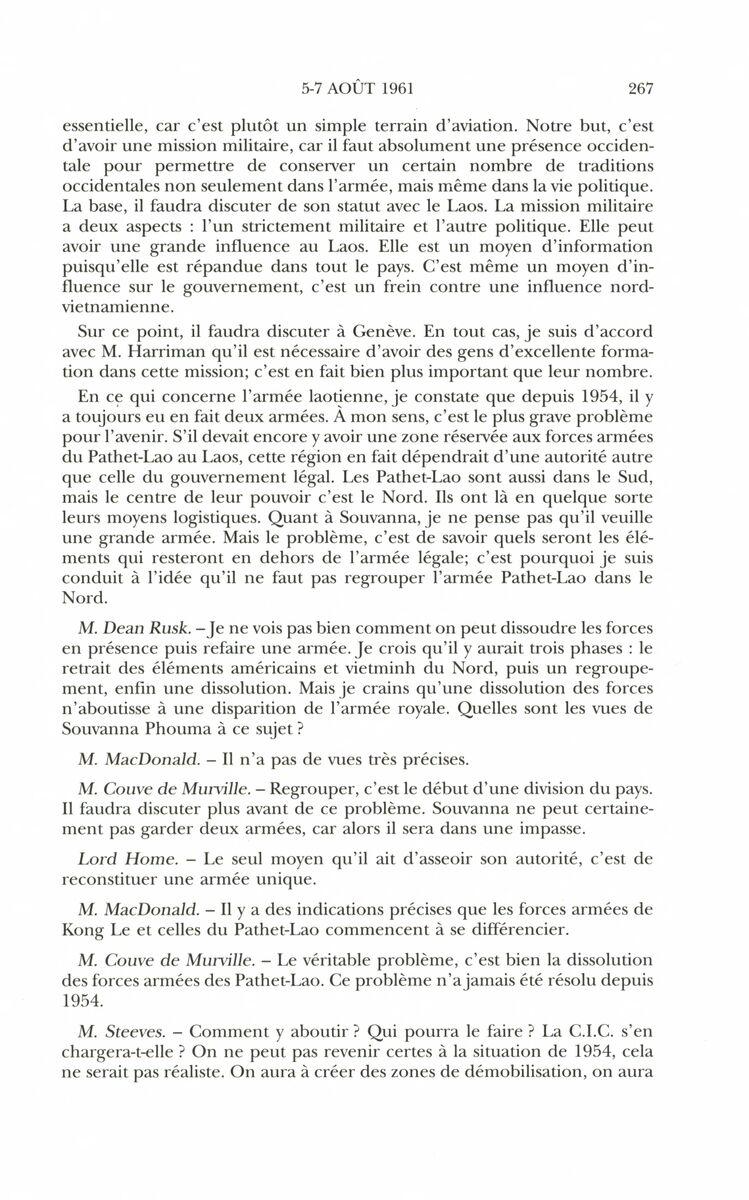 5-7 AOÛT 1961 267
essentielle, car c'est plutôt un simple terrain d'aviation. Notre but, c'est
d'avoir une mission militaire, car il faut absolument une présence occiden-
tale pour permettre de conserver un certain nombre de traditions
occidentales non seulement dans l'armée, mais même dans la vie politique.
La base, il faudra discuter de son statut avec le Laos. La mission militaire
a deux aspects : l'un strictement militaire et l'autre politique. Elle peut
avoir une grande influence au Laos. Elle est un moyen d'information
puisqu'elle est répandue dans tout le pays. C'est même un moyen d'in-
fluence sur le gouvernement, c'est un frein contre une influence nord-
vietnamienne.
Sur ce point, il faudra discuter à Genève. En tout cas, je suis d'accord
avec M. Harriman qu'il est nécessaire d'avoir des gens d'excellente forma-
tion dans cette mission; c'est en fait bien plus important que leur nombre.
En ce qui concerne l'armée laotienne, je constate que depuis 1954, il y
a toujours eu en fait deux armées. À mon sens, c'est le plus grave problème
pour l'avenir. S'il devait encore y avoir une zone réservée aux forces armées
du Pathet-Lao au Laos, cette région en fait dépendrait d'une autorité autre
que celle du gouvernement légal. Les Pathet-Lao sont aussi dans le Sud,
mais le centre de leur pouvoir c'est le Nord. Ils ont là en quelque sorte
leurs moyens logistiques. Quant à Souvanna, je ne pense pas qu'il veuille
une grande armée. Mais le problème, c'est de savoir quels seront les élé-
ments qui resteront en dehors de l'armée légale; c'est pourquoi je suis
conduit à l'idée qu'il ne faut pas regrouper l'armée Pathet-Lao dans le
Nord.
M. Dean Rusk. – Je ne vois pas bien comment on peut dissoudre les forces
en présence puis refaire une armée. Je crois qu'il y aurait trois phases : le
retrait des éléments américains et vietminh du Nord, puis un regroupe-
ment, enfin une dissolution. Mais je crains qu'une dissolution des forces
n'aboutisse à une disparition de l'armée royale. Quelles sont les vues de
Souvanna Phouma à ce sujet ?
M. MacDonald. – Il n'a pas de vues très précises.
M. Couve de Murville. – Regrouper, c'est le début d'une division du pays.
Il faudra discuter plus avant de ce problème. Souvanna ne peut certaine-
ment pas garder deux armées, car alors il sera dans une impasse.
Lord Home. – Le seul moyen qu'il ait d'asseoir son autorité, c'est de
reconstituer une armée unique.
M. MacDonald. – Il y a des indications précises que les forces armées de
Kong Le et celles du Pathet-Lao commencent à se différencier.
M. Couve de Murville. – Le véritable problème, c'est bien la dissolution
des forces armées des Pathet-Lao. Ce problème n'a jamais été résolu depuis
1954.
M. Steeves. – Comment y aboutir ? Qui pourra le faire ? La C.I.C. s'en
chargera-t-elle ? On ne peut pas revenir certes à la situation de 1954, cela
ne serait pas réaliste. On aura à créer des zones de démobilisation, on aura